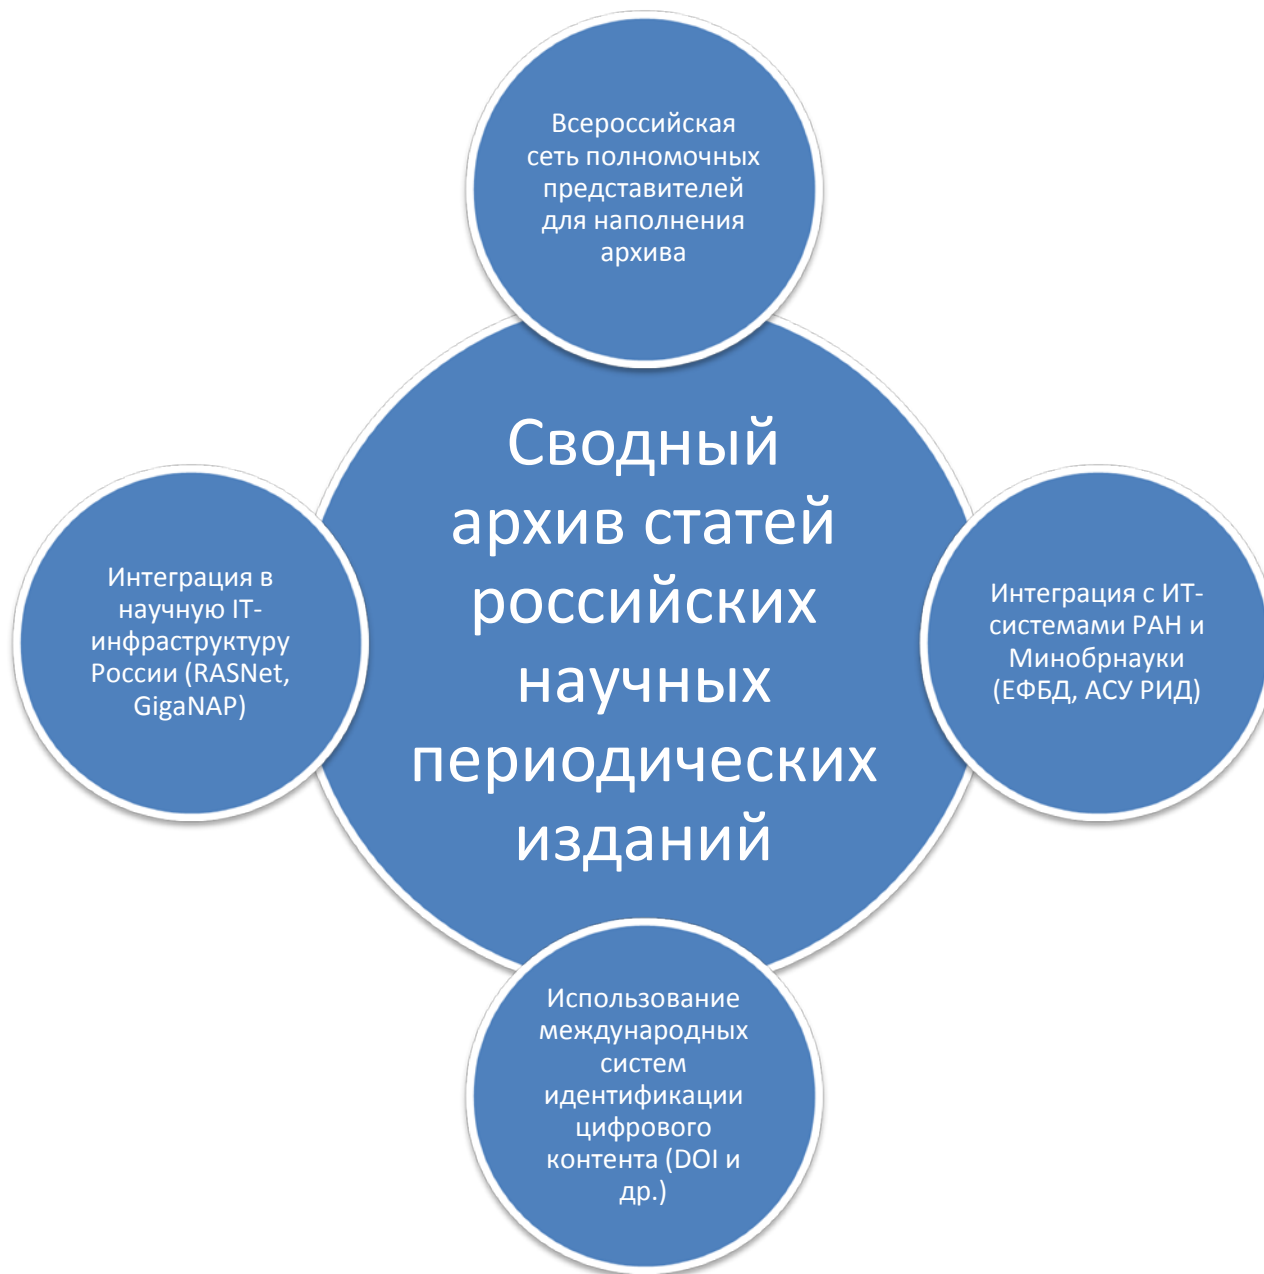 Всероссийская
сеть полномочных
представителей
для наполнения
архива
Сводный
архив статей
российских
научных
периодических
изданий
Интеграция в
научную IT-
инфраструктуру
России (RASNet,
GigaNAP)
Интеграция с ИТ-
системами РАН и
Минобрнауки
(ЕФБД, АСУ РИД)
Использование
международных
систем
идентификации
цифрового
контента (DOI и
др.)